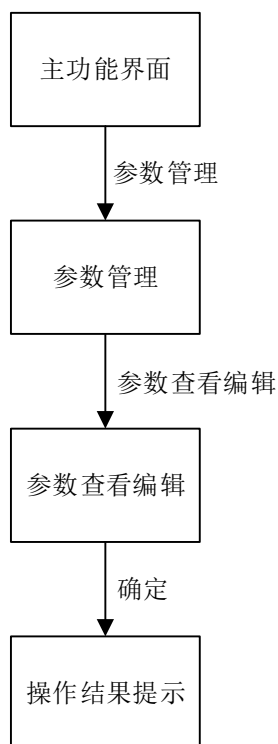 主功能界面
参数管理
参数管理
参数查看编辑
参数查看编辑
确定
操作结果提示